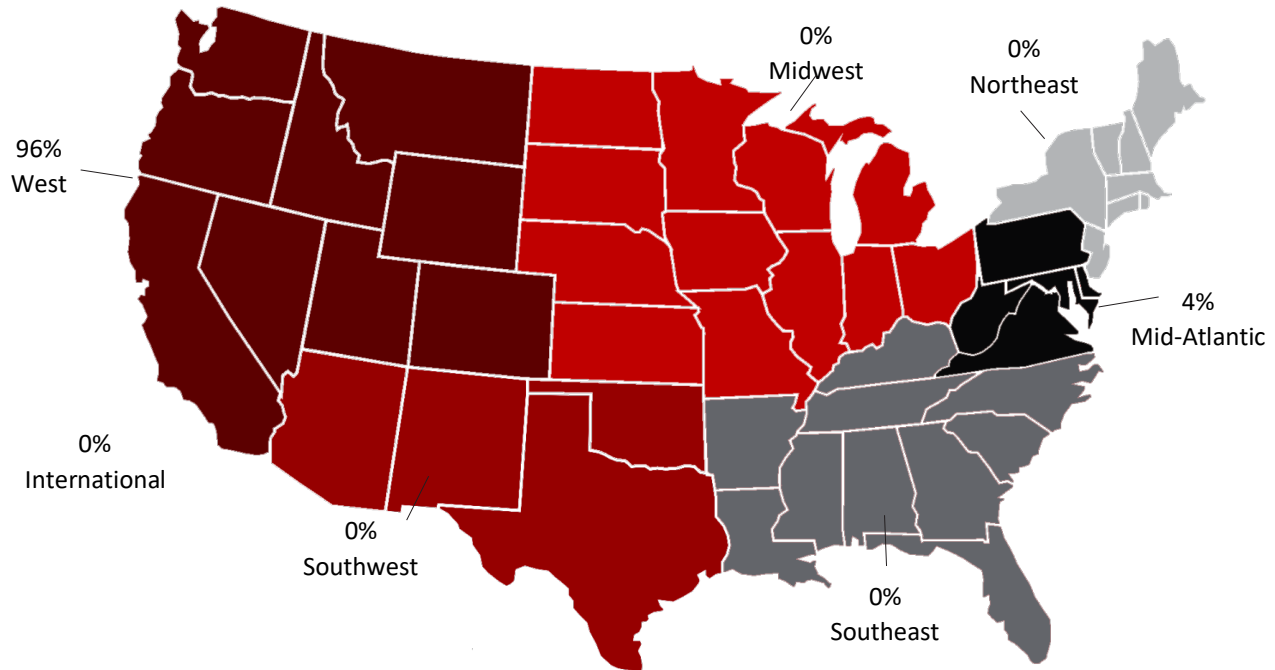 0%
Midwest
0%
Northeast
96%
West
4%
Mid-Atlantic
0%
International
0%
Southwest
0%
Southeast